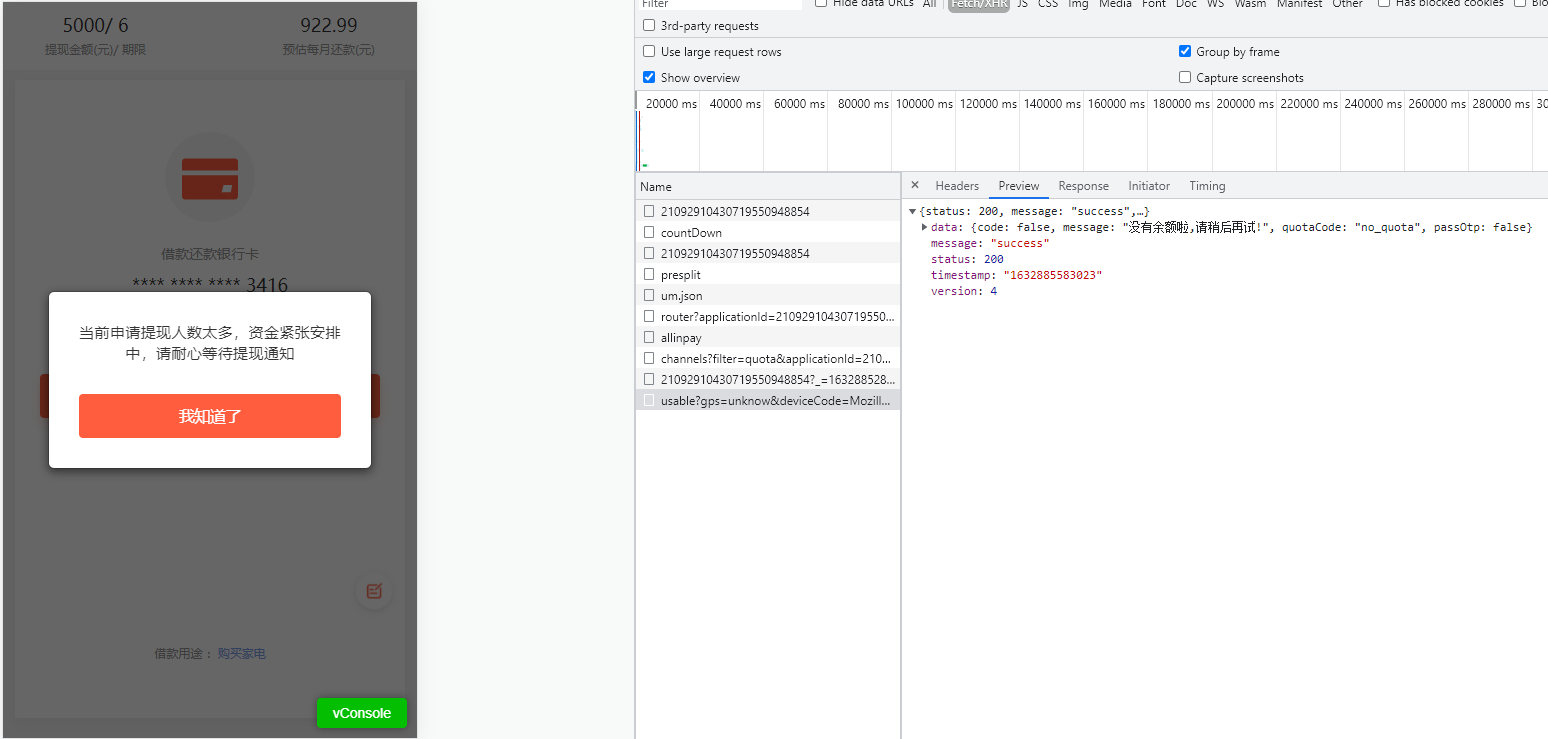 5000/ 6
922.99
提现金额(元)/ 期限
预估每月还款(元)
借款还款银行卡
**** **** **** 3416
当前申请提现人数太多，资金紧张安排
中，请耐心等待提现通知
我知道了
借款用途： 购买家电
vConsole
Filter
Hide data URLs
All
Fetch/XHR
JS
CSS
Img
Media
Font
Doc
WS
Wasm
Manifest
Other
Has blocked cookies
Blo
3rd-party requests
Use large request rows
Group by frame
Show overview
Capture screenshots
20000 ms
40000 ms
60000 ms
80000 ms
100000 ms
120000 ms
140000 ms
160000 ms
180000 ms
200000 ms
220000 ms
240000 ms
260000 ms
280000 ms
30
Name
21092910430719550948854
countDown
21092910430719550948854
presplit
um.json
router?applicationId=21092910430719550...
allinpay
channels?filter=quota&applicationId=210...
21092910430719550948854?_=163288528...
usable?gps=unknow&deviceCode=Mozill...
× Headers Preview Response Initiator Timing
{status: 200, message: "success",…}
data: {code: false, message: "没有余额啦,请稍后再试!", quotaCode: "no_quota", passOtp: false}
message: "success"
status: 200
timestamp: "1632885583023"
version: 4